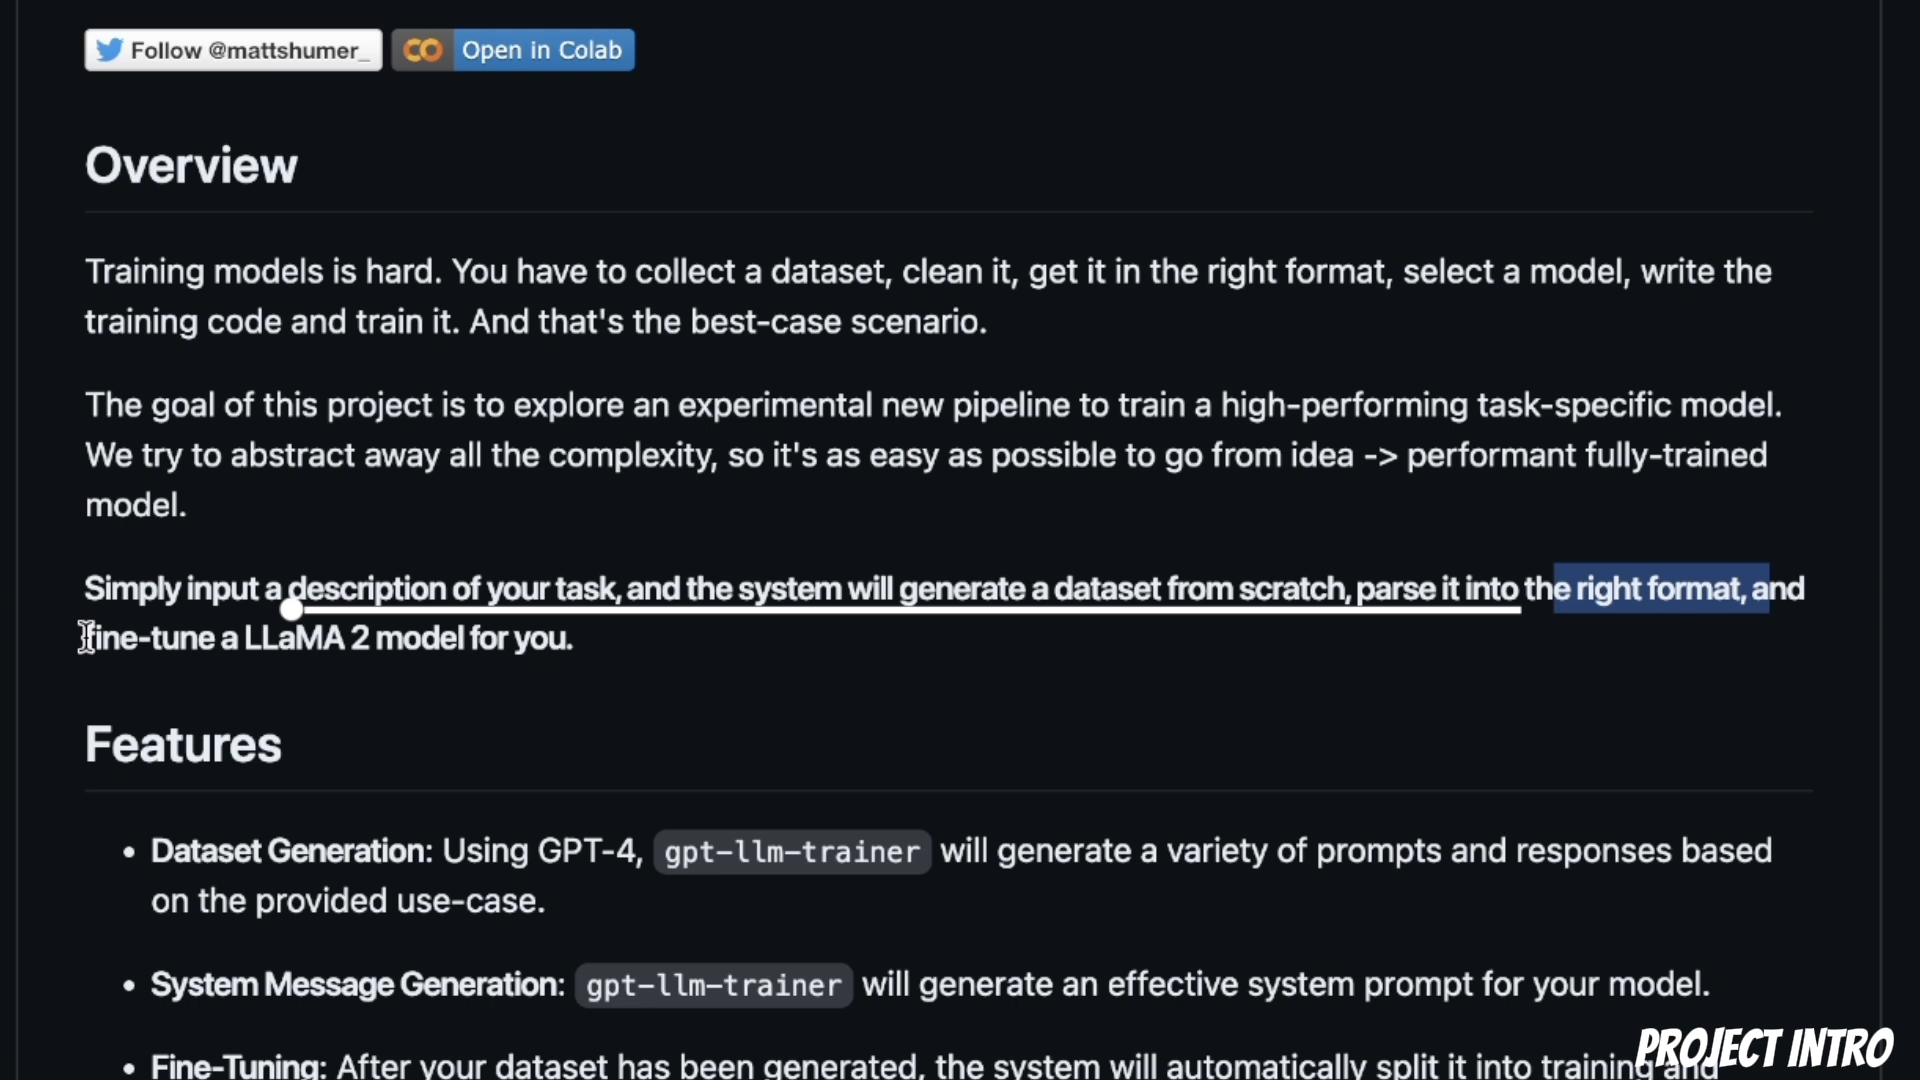 Follow @mattshumer_ Open in Colab
Overview
Training models is hard. You have to collect a dataset, clean it, get it in the right format, select a model, write the
training code and train it. And that's the best-case scenario.
The goal of this project is to explore an experimental new pipeline to train a high-performing task-specific model.
We try to abstract away all the complexity, so it's as easy as possible to go from idea -> performant fully-trained
model.
Simply input a description of your task, and the system will generate a dataset from scratch, parse it into the right format, and
fine-tune a LLaMA 2 model for you.
Features
• Dataset Generation: Using GPT-4, gpt-llm-trainer will generate a variety of prompts and responses based
on the provided use-case.
• System Message Generation: gpt-llm-trainer will generate an effective system prompt for your model.
• Fine-Tuning: After your dataset has been generated, the system will automatically split it into training and
PROJECT INTRO